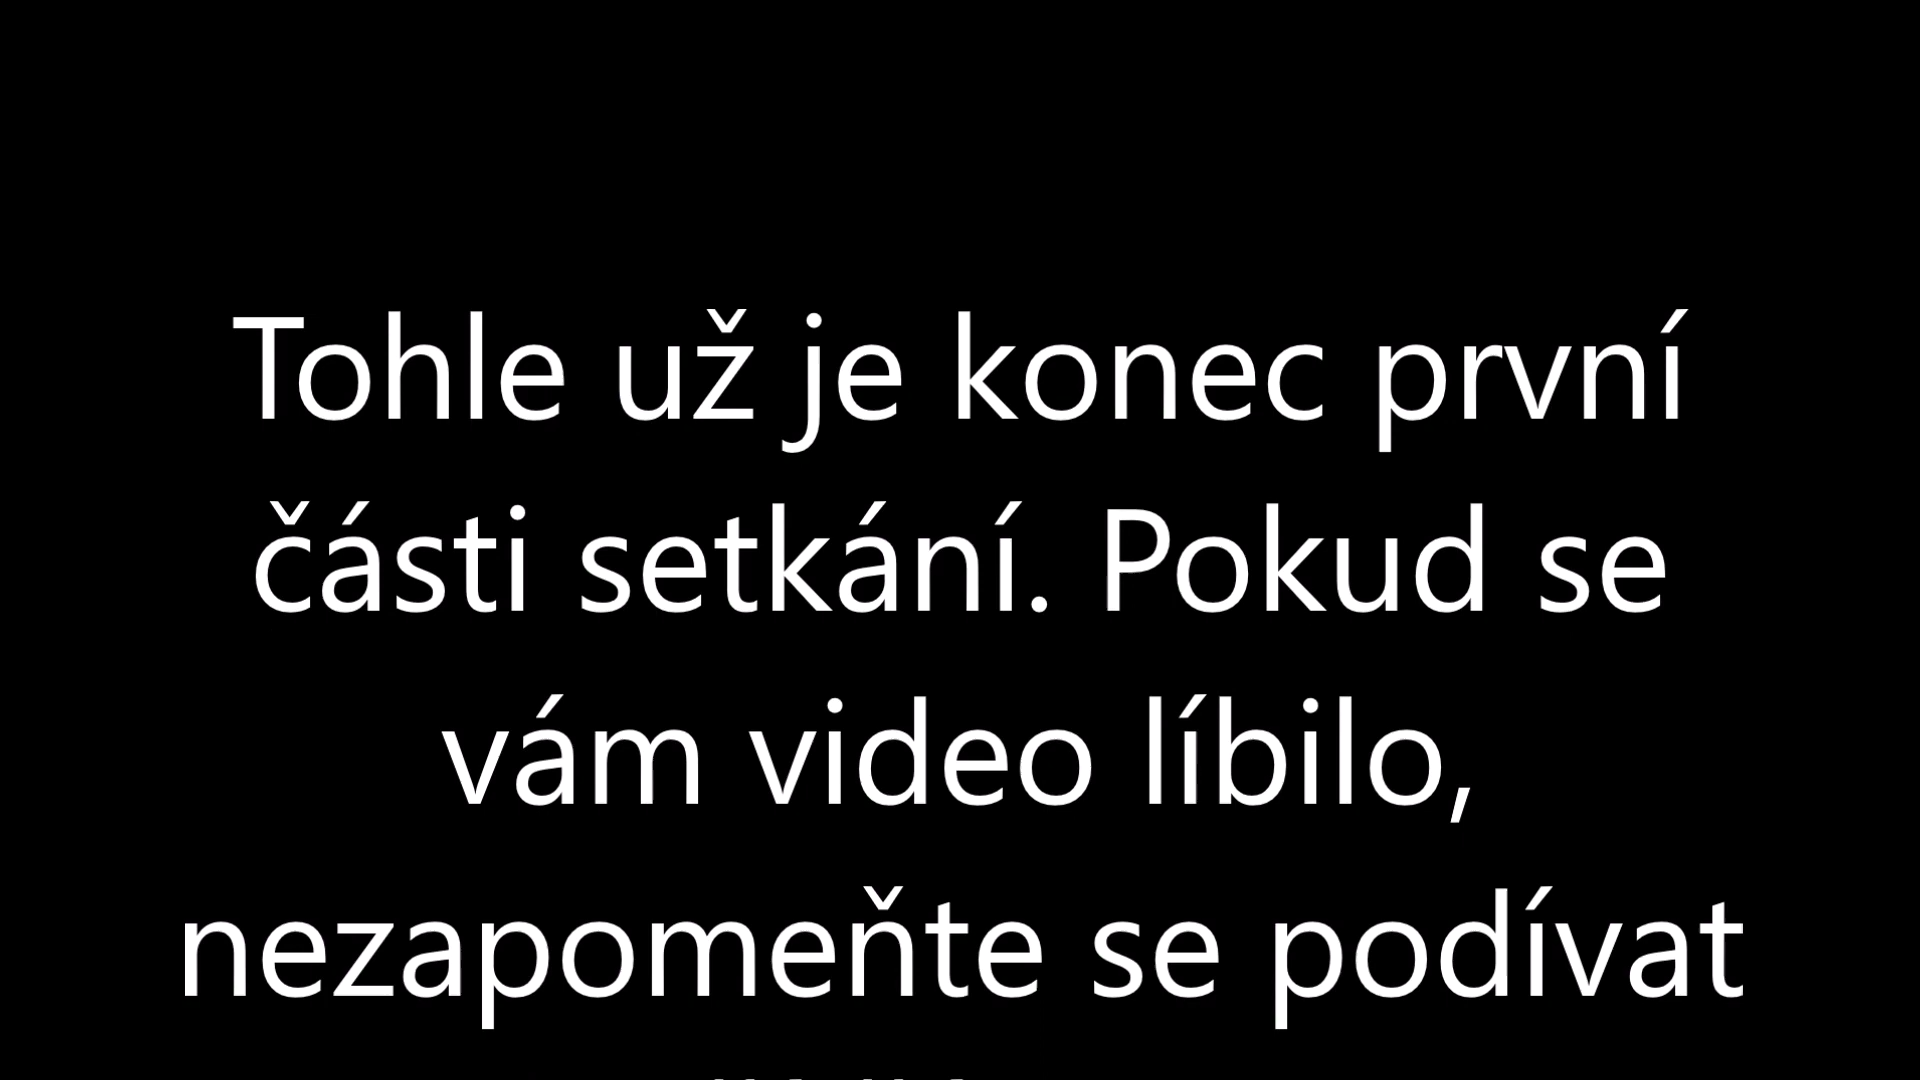 Tohle už je konec první
části setkání. Pokud se
vám video líbilo,
nezapomeňte se podívat